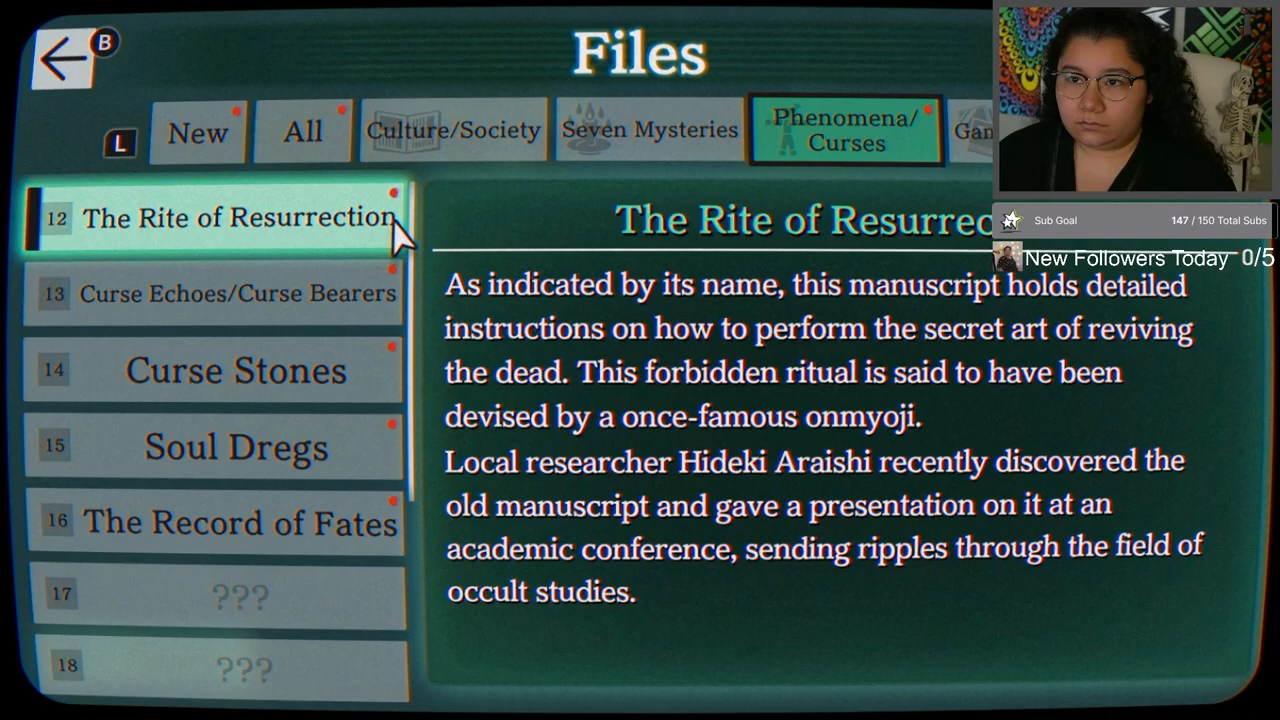 B
Files
L
New
All
Culture/Society
Seven Mysteries
Phenomena/
Curses
Sub Goal
147 / 150 Total Subs
New Followers Today 0/5
12 The Rite of Resurrection
13 Curse Echoes/Curse Bearers
14 Curse Stones
15 Soul Dregs
16 The Record of Fates
17 ???
18 ???
The Rite of Resurrec
As indicated by its name, this manuscript holds detailed
instructions on how to perform the secret art of reviving
the dead. This forbidden ritual is said to have been
devised by a once-famous onmyoji.
Local researcher Hideki Araishi recently discovered the
old manuscript and gave a presentation on it at an
academic conference, sending ripples through the field of
occult studies.